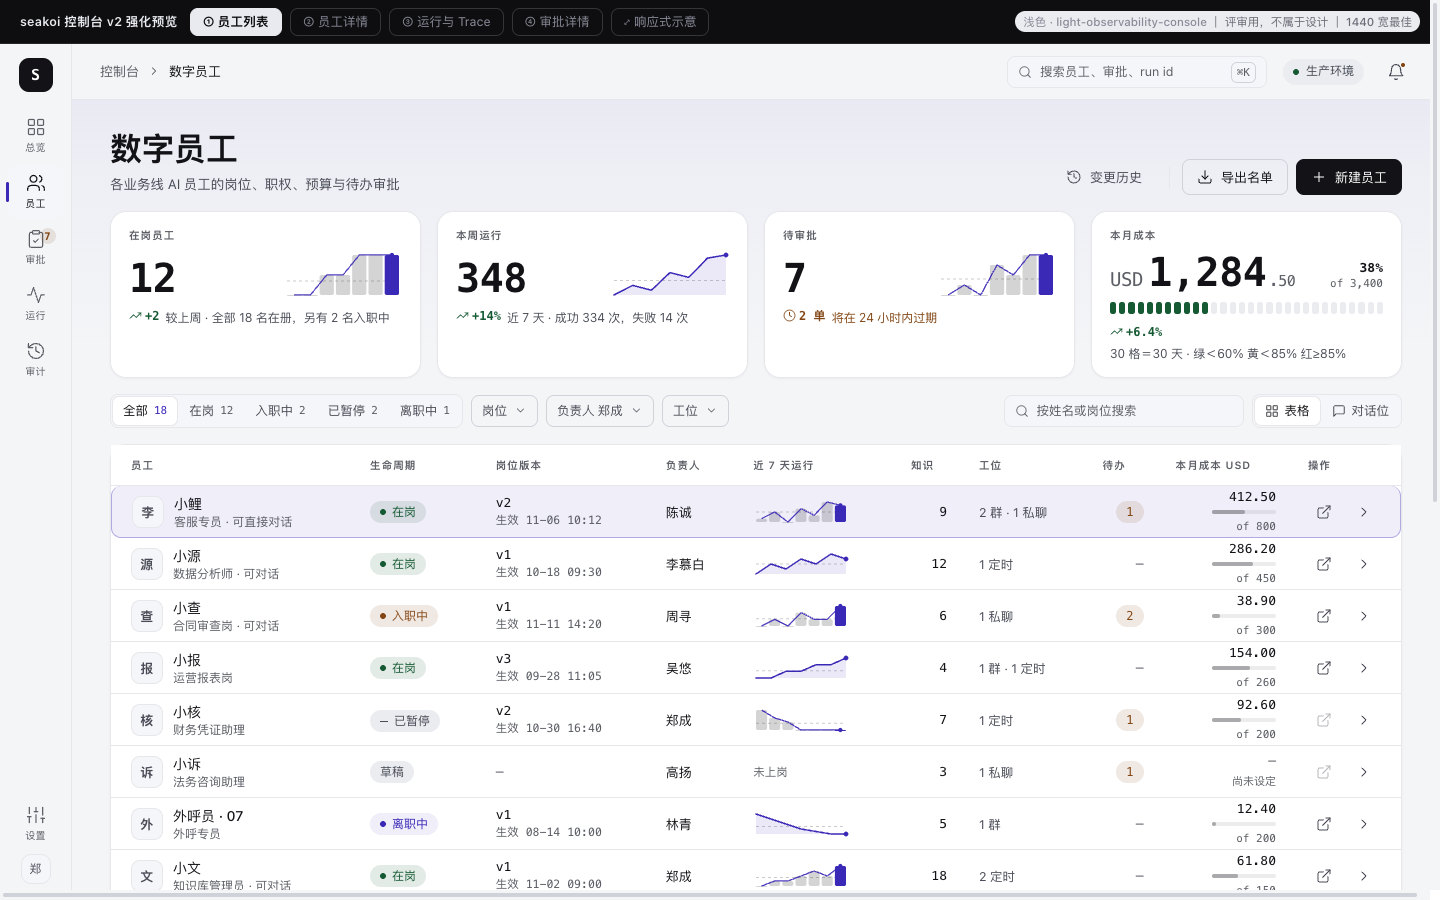 seakoi 控制台 v2 强化预览
① 员工列表
② 员工详情
③ 运行与 Trace
④ 审批详情
⤢ 响应式示意
浅色 · light-observability-console | 评审用，不属于设计 | 1440 宽最佳
S
控制台 > 数字员工
搜索员工、审批、run id ⌘K
生产环境
总览
员工
7
审批
运行
审计
设置
郑
数字员工
各业务线 AI 员工的岗位、职权、预算与待办审批
变更历史
导出名单
新建员工
在岗员工
12
+2 较上周 · 全部 18 名在册，另有 2 名入职中
本周运行
348
+14% 近 7 天 · 成功 334 次，失败 14 次
待审批
7
2 单 将在 24 小时内过期
本月成本
USD 1,284.50
38%
of 3,400
+6.4%
30 格=30 天 · 绿<60% 黄<85% 红≥85%
全部 18
在岗 12
入职中 2
已暂停 2
离职中 1
岗位
负责人 郑成
工位
按姓名或岗位搜索
表格
对话位
员工 生命周期 岗位版本 负责人 近 7 天运行 知识 工位 待办 本月成本 USD 操作
李 小鲤 在岗 v2 陈诚 9 2 群 · 1 私聊 1 412.50
客服专员 · 可直接对话 生效 11-06 10:12 of 800
源 小源 在岗 v1 李慕白 12 1 定时 — 286.20
数据分析师 · 可对话 生效 10-18 09:30 of 450
查 小查 入职中 v1 周寻 6 1 私聊 2 38.90
合同审查岗 · 可对话 生效 11-11 14:20 of 300
报 小报 在岗 v3 吴悠 4 1 群 · 1 定时 — 154.00
运营报表岗 生效 09-28 11:05 of 260
核 小核 已暂停 v2 郑成 7 1 定时 1 92.60
财务凭证助理 生效 10-30 16:40 of 200
诉 小诉 草稿 — 高扬 未上岗 3 1 私聊 1 —
法务咨询助理 尚未设定
外 外呼员 · 07 离职中 v1 林青 5 1 群 — 12.40
外呼专员 生效 08-14 10:00 of 200
文 小文 在岗 v1 郑成 18 2 定时 — 61.80
知识库管理员 · 可对话 生效 11-02 09:00 of 150